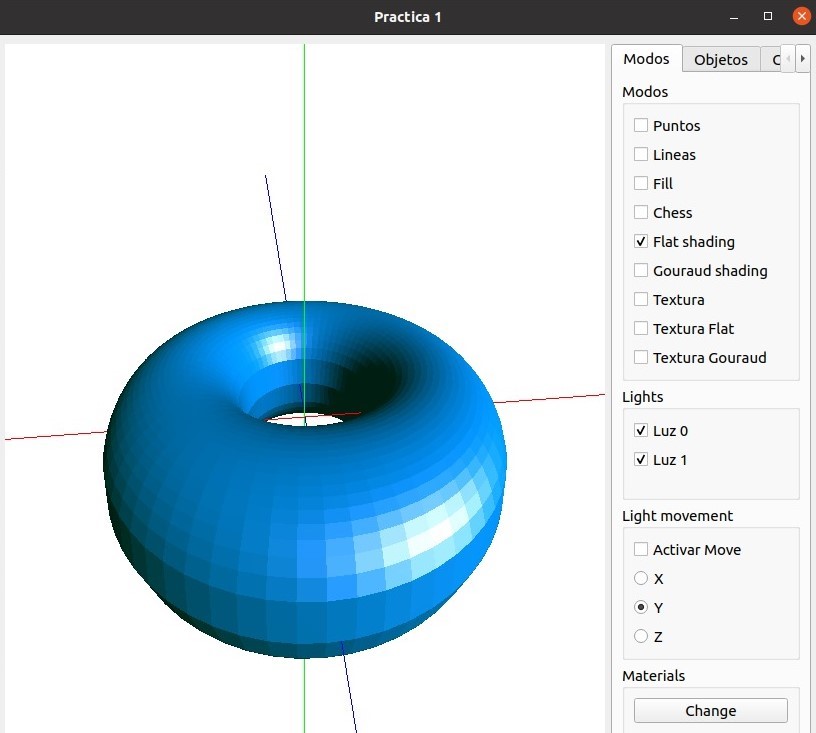 Practica 1
Modos
Objetos
Modos
Puntos
Lineas
Fill
Chess
Flat shading
Gouraud shading
Textura
Textura Flat
Textura Gouraud
Lights
Luz 0
Luz 1
Light movement
Activar Move
X
Y
Z
Materials
Change